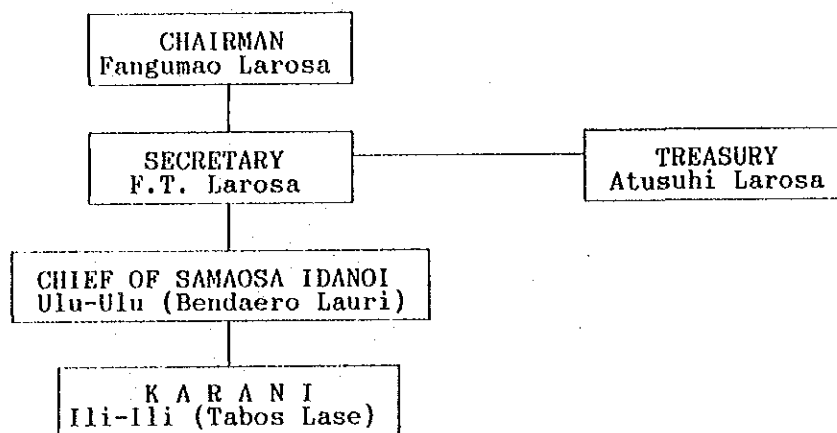 CHAIRMAN
Fangumao Larosa
SECRETARY
F.T. Larosa
TREASURY
Atusuhi Larosa
CHIEF OF SAMAOSA IDANOI
Ulu-Ulu (Bendaero Lauri)
K A R A N I
Ili-Ili (Tabos Lase)